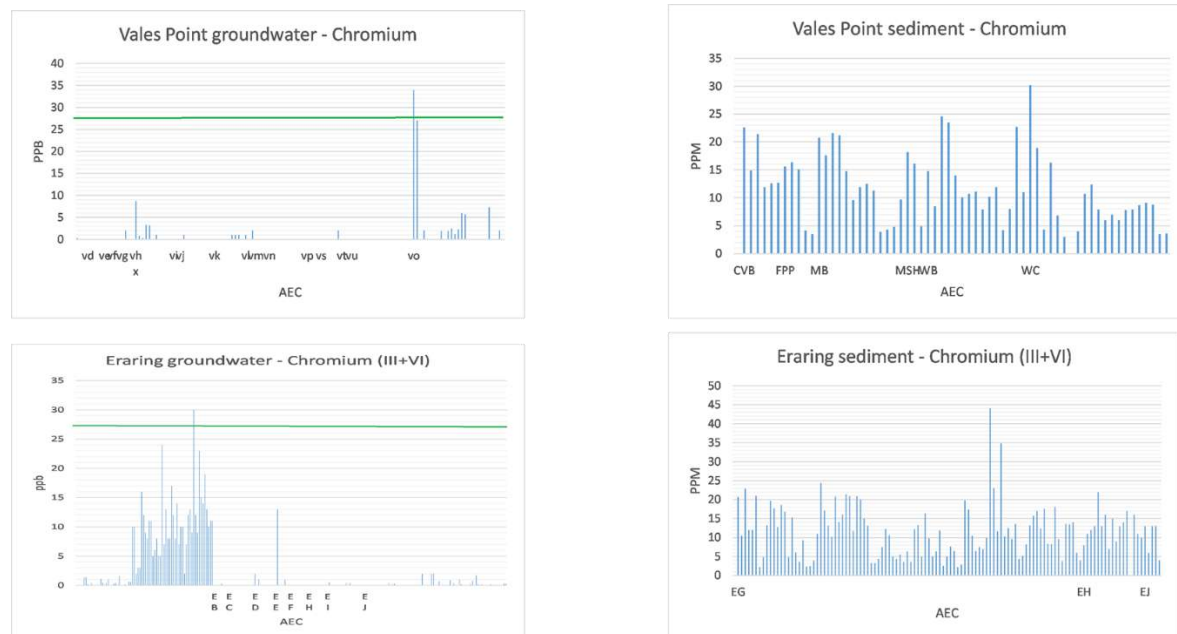 Vales Point groundwater - Chromium
40
35
30
25
20
15
10
5
0
PPB
vd vevfvg vh vivj vk vlvmvn vp vs vtvu vo
x
AEC
Vales Point sediment - Chromium
35
30
25
20
15
10
5
0
PPM
CVB FPP MB MSHWB WC
AEC
Eraring groundwater - Chromium (III+VI)
35
30
25
20
15
10
5
0
ppb
E E E E E E E E
B C D E F H I J
AEC
Eraring sediment - Chromium (III+VI)
50
45
40
35
30
25
20
15
10
5
0
PPM
EG EH EJ
AEC